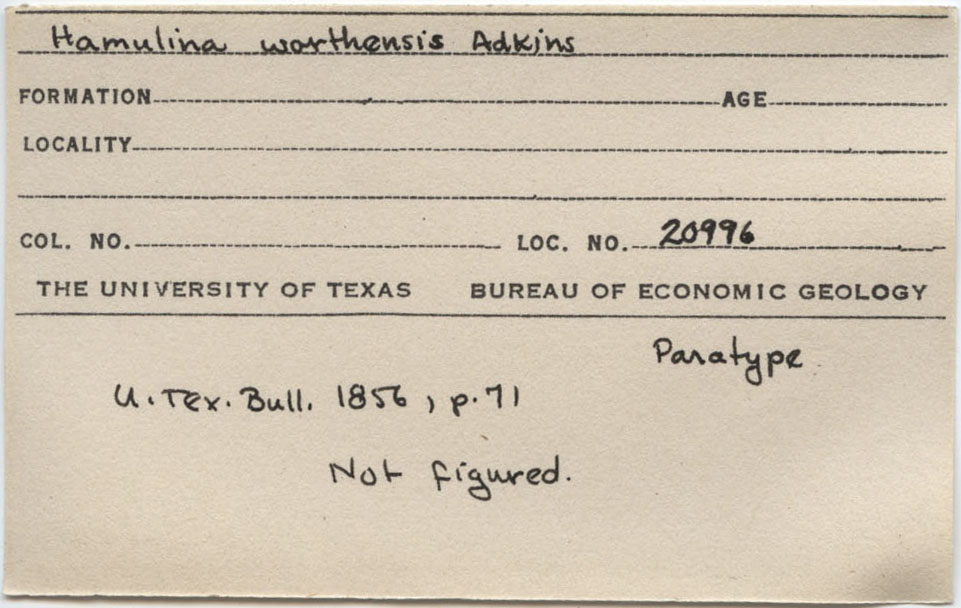 Hamulina worthensis Adkins
FORMATION AGE
LOCALITY
COL. NO. LOC. NO. 20996
THE UNIVERSITY OF TEXAS BUREAU OF ECONOMIC GEOLOGY
Paratype
U. Tex. Bull. 1856, p. 71
Not figured.